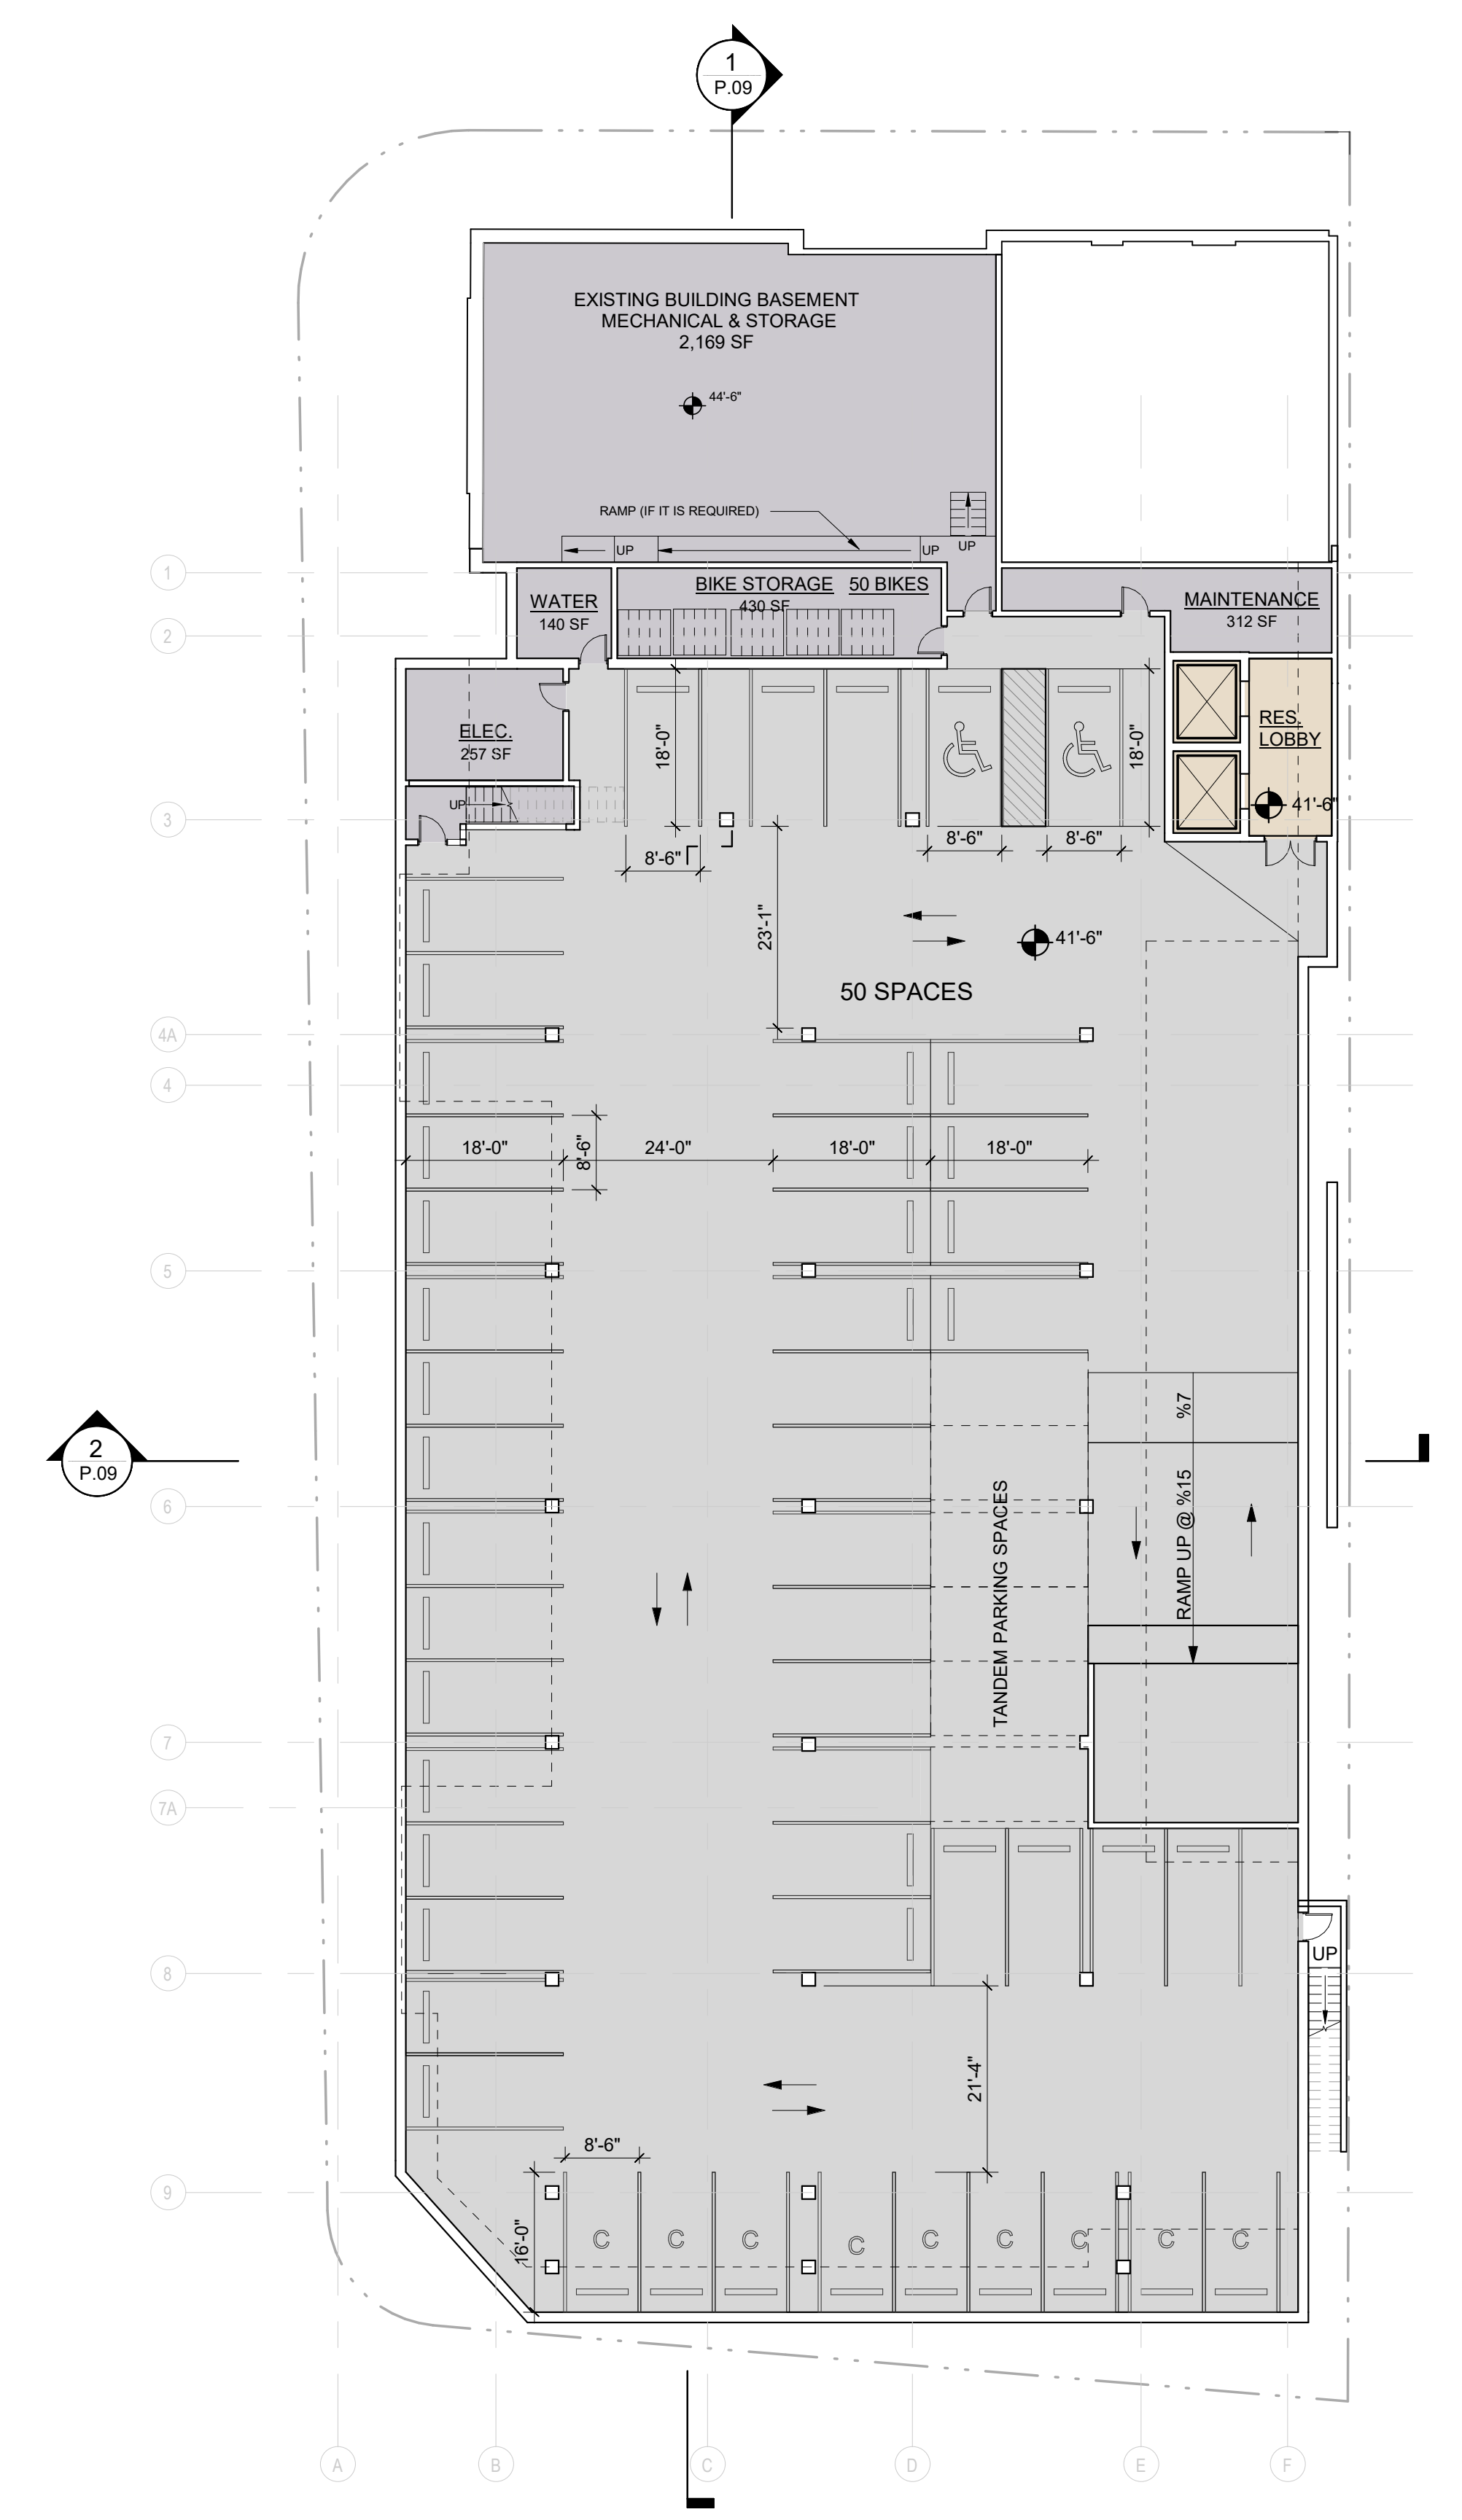 1
P.09
EXISTING BUILDING BASEMENT
MECHANICAL & STORAGE
2,169 SF
44'-6"
RAMP (IF IT IS REQUIRED)
UP
UP
UP
1
WATER
140 SF
BIKE STORAGE 50 BIKES
430 SF
MAINTENANCE
312 SF
2
ELEC.
257 SF
18'-0"
18'-0"
RES.
LOBBY
41'-6"
UP
3
8'-6"
8'-6"
8'-6"
23'-1"
41'-6"
50 SPACES
4A
4
18'-0"
8'-6"
24'-0"
18'-0"
18'-0"
5
%7
2
P.09
6
RAMP UP @ %15
TANDEM PARKING SPACES
7
7A
UP
8
21'-4"
8'-6"
9
16'-0"
C
C
C
C
C
C
C
C
C
A
B
C
D
E
F